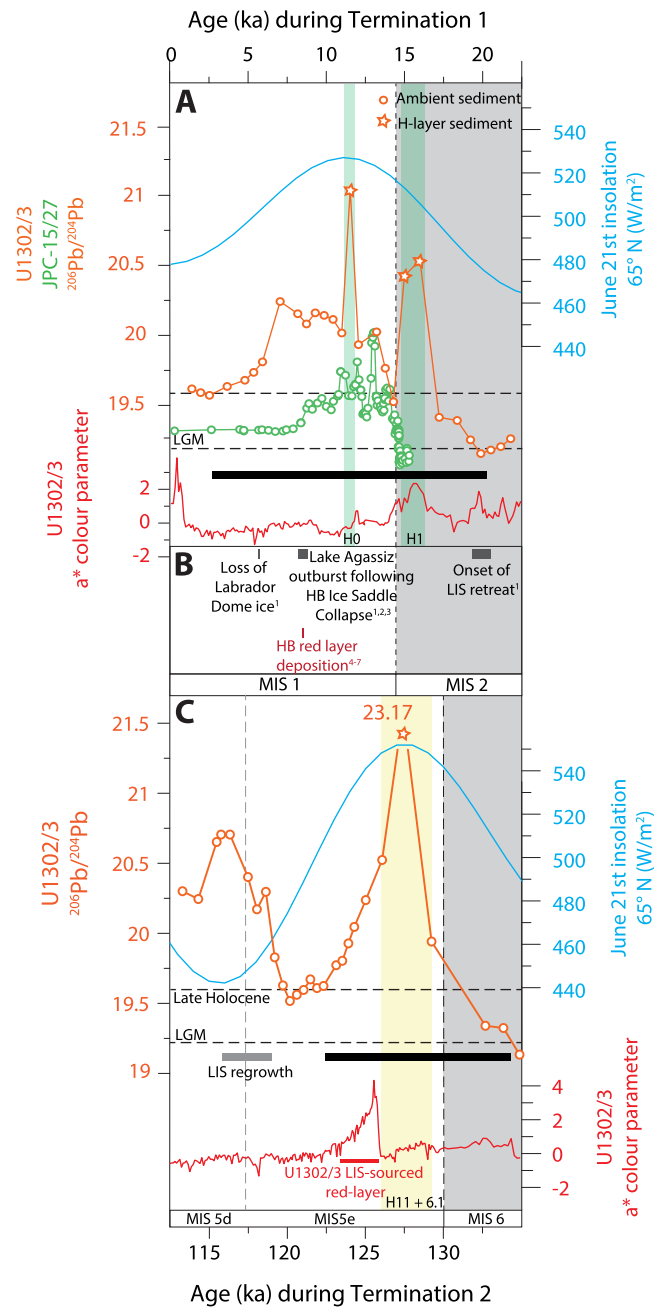 Age (ka) during Termination 1
0 5 10 15 20
A
Ambient sediment
H-layer sediment
U1302/3
JPC-15/27
²⁰⁶Pb/²⁰⁴Pb
21.5
21
20.5
20
19.5
540
520
500
480
460
440
June 21st insolation
65° N (W/m²)
LGM
U1302/3
a* colour parameter
2
0
-2
H0
H1
B
Loss of
Labrador
Dome ice¹
Lake Agassiz
outburst following
HB Ice Saddle
Collapse¹,²,³
Onset of
LIS retreat¹
HB red layer
deposition⁴⁻⁷
MIS 1
MIS 2
C
23.17
U1302/3
²⁰⁶Pb/²⁰⁴Pb
21.5
21
20.5
20
19.5
19
540
520
500
480
460
440
June 21st insolation
65° N (W/m²)
Late Holocene
LGM
LIS regrowth
4
2
0
-2
U1302/3
a* colour parameter
U1302/3 LIS-sourced
red-layer
H11 + 6.1
MIS 5d
MIS5e
MIS 6
115 120 125 130
Age (ka) during Termination 2